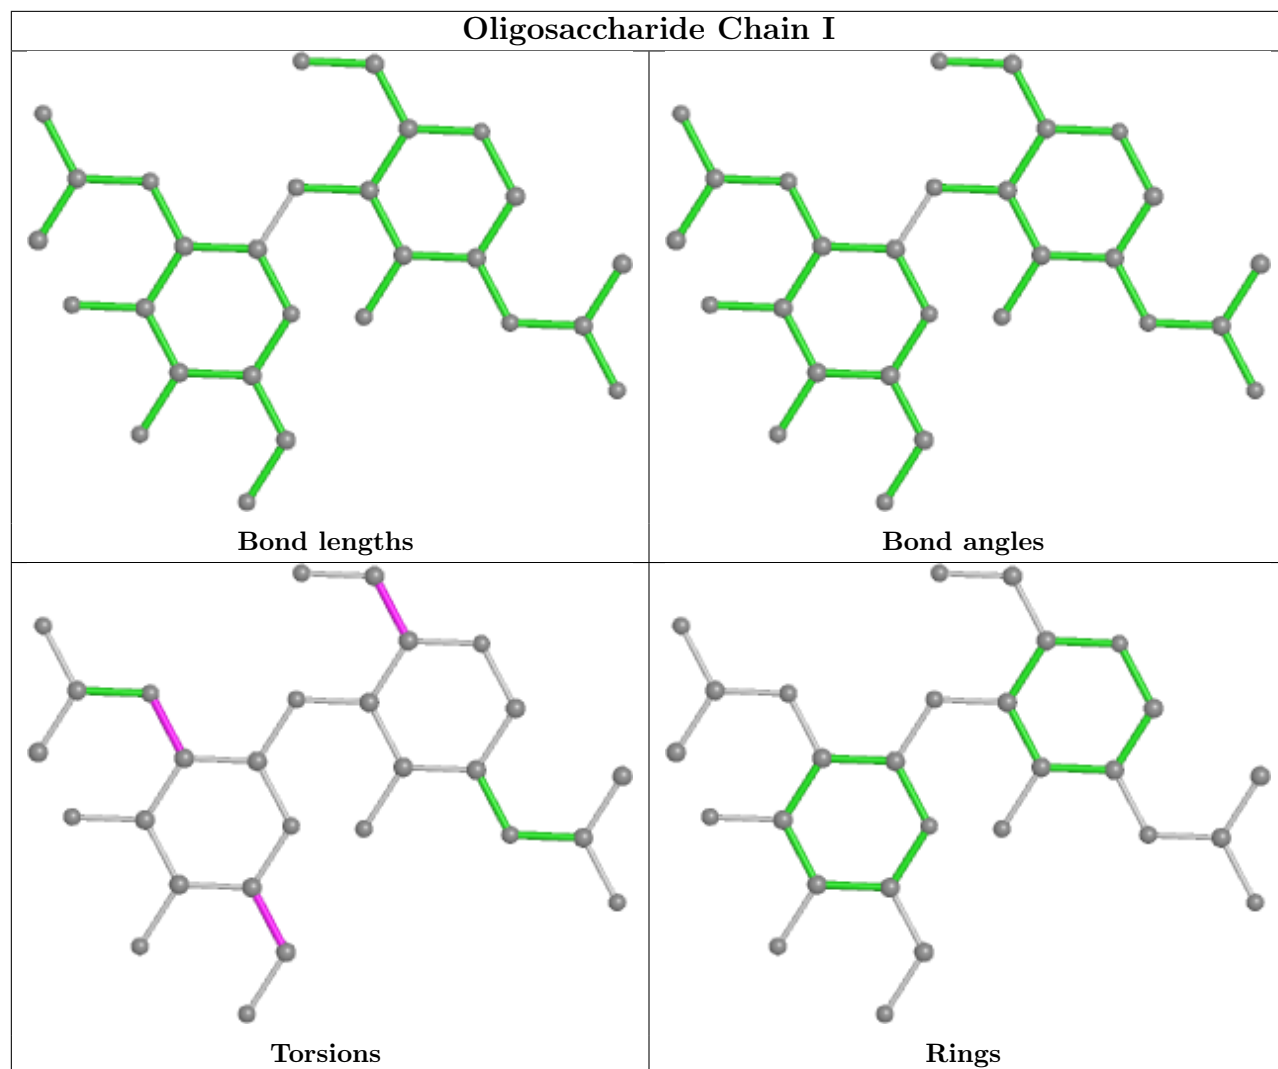 Oligosaccharide Chain I
Bond lengths
Bond angles
Torsions
Rings